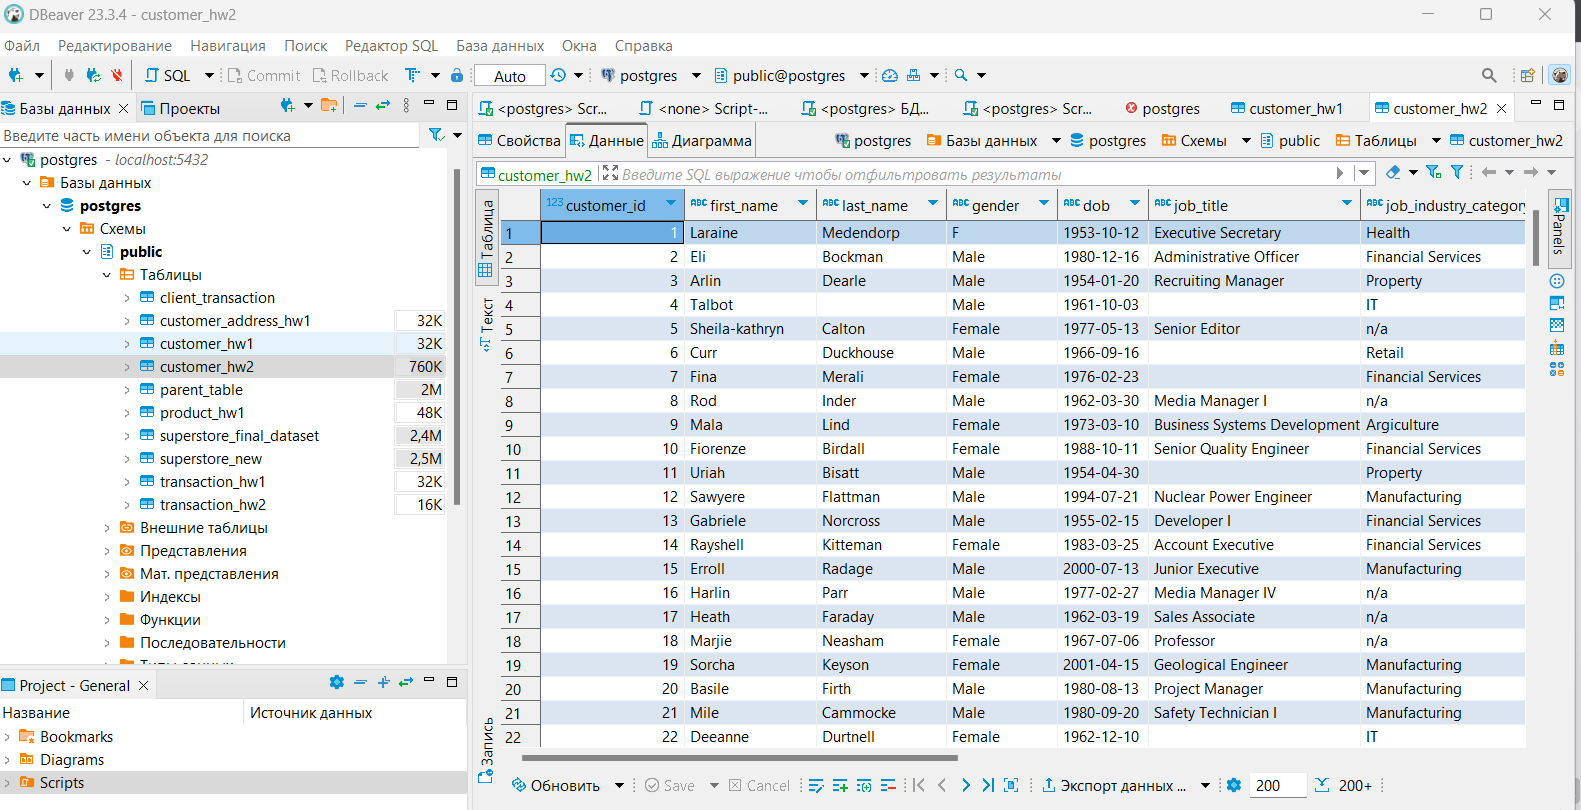 DBeaver 23.3.4 - customer_hw2
Файл Редактирование Навигация Поиск Редактор SQL База данных Окна Справка
SQL Commit Rollback Auto postgres public@postgres
Базы данных Проекты
<postgres> Scr... <none> Script-... <postgres> БД... <postgres> Scr... postgres customer_hw1 customer_hw2
Введите часть имени объекта для поиска
Свойства Данные Диаграмма postgres Базы данных postgres Схемы public Таблицы customer_hw2
customer_hw2 Введите SQL выражение чтобы отфильтровать результаты
postgres - localhost:5432
Базы данных
postgres
Схемы
public
Таблицы
client_transaction
customer_address_hw1 32K
customer_hw1 32K
customer_hw2 760K
parent_table 2M
product_hw1 48K
superstore_final_dataset 2,4M
superstore_new 2,5M
transaction_hw1 32K
transaction_hw2 16K
Внешние таблицы
Представления
Мат. представления
Индексы
Функции
Последовательности
Project - General
Название Источник данных
Bookmarks
Diagrams
Scripts
Таблица
Текст
Запись
123 customer_id ABC first_name ABC last_name ABC gender ABC dob ABC job_title ABC job_industry_category
1 1 Laraine Medendorp F 1953-10-12 Executive Secretary Health
2 2 Eli Bockman Male 1980-12-16 Administrative Officer Financial Services
3 3 Arlin Dearle Male 1954-01-20 Recruiting Manager Property
4 4 Talbot Male 1961-10-03 IT
5 5 Sheila-kathryn Calton Female 1977-05-13 Senior Editor n/a
6 6 Curr Duckhouse Male 1966-09-16 Retail
7 7 Fina Merali Female 1976-02-23 Financial Services
8 8 Rod Inder Male 1962-03-30 Media Manager I n/a
9 9 Mala Lind Female 1973-03-10 Business Systems Development Argiculture
10 10 Fiorenze Birdall Female 1988-10-11 Senior Quality Engineer Financial Services
11 11 Uriah Bisatt Male 1954-04-30 Property
12 12 Sawyere Flattman Male 1994-07-21 Nuclear Power Engineer Manufacturing
13 13 Gabriele Norcross Male 1955-02-15 Developer I Financial Services
14 14 Rayshell Kitteman Female 1983-03-25 Account Executive Financial Services
15 15 Erroll Radage Male 2000-07-13 Junior Executive Manufacturing
16 16 Harlin Parr Male 1977-02-27 Media Manager IV n/a
17 17 Heath Faraday Male 1962-03-19 Sales Associate n/a
18 18 Marjie Neasham Female 1967-07-06 Professor n/a
19 19 Sorcha Keyson Female 2001-04-15 Geological Engineer Manufacturing
20 20 Basile Firth Male 1980-08-13 Project Manager Manufacturing
21 21 Mile Cammocke Male 1980-09-20 Safety Technician I Manufacturing
22 22 Deeanne Durtnell Female 1962-12-10 IT
Panels
Обновить Save Cancel Экспорт данных ... 200 200+